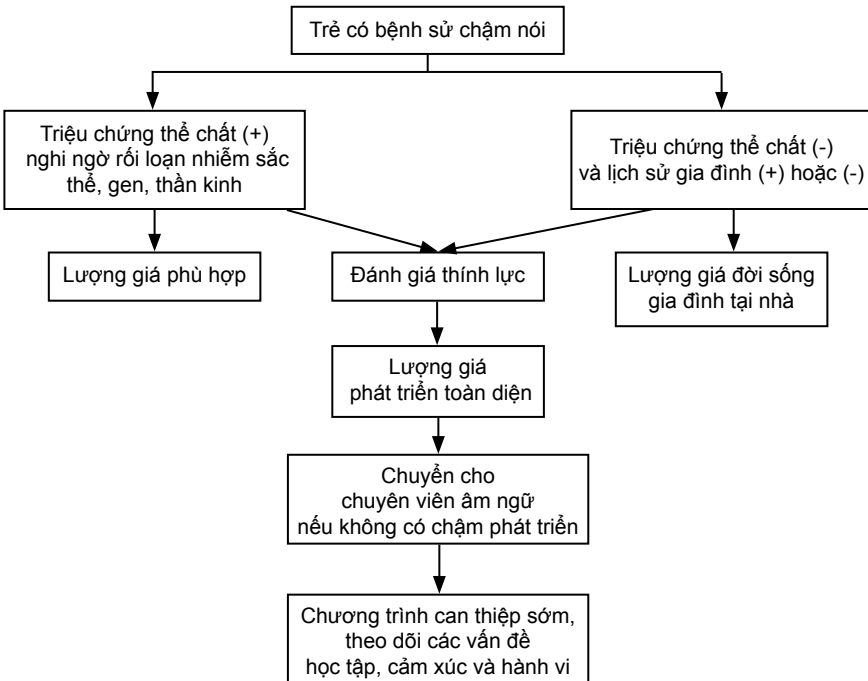 Trẻ có bệnh sử chậm nói
Triệu chứng thể chất (+)
nghi ngờ rối loạn nhiễm sắc
thể, gen, thần kinh
Triệu chứng thể chất (-)
và lịch sử gia đình (+) hoặc (-)
Lượng giá phù hợp
Đánh giá thính lực
Lượng giá đời sống
gia đình tại nhà
Lượng giá
phát triển toàn diện
Chuyển cho
chuyên viên âm ngữ
nếu không có chậm phát triển
Chương trình can thiệp sớm,
theo dõi các vấn đề
học tập, cảm xúc và hành vi